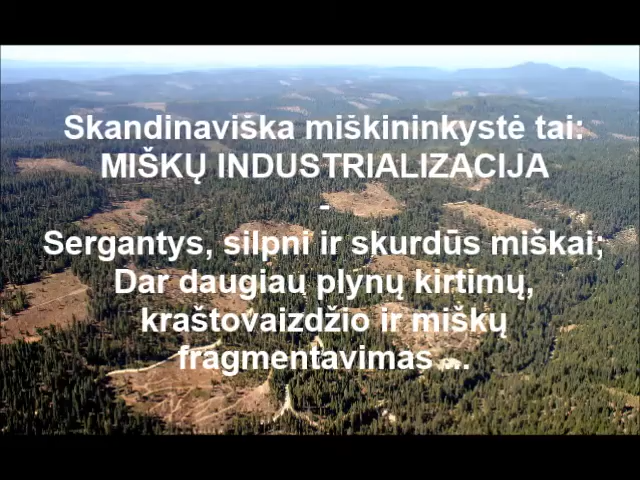 Skandinaviška miškininkystė tai:
MIŠKŲ INDUSTRIALIZACIJA
-
Sergantys, silpni ir skurdūs miškai;
Dar daugiau plynų kirtimų,
kraštovaizdžio ir miškų
fragmentavimas ...